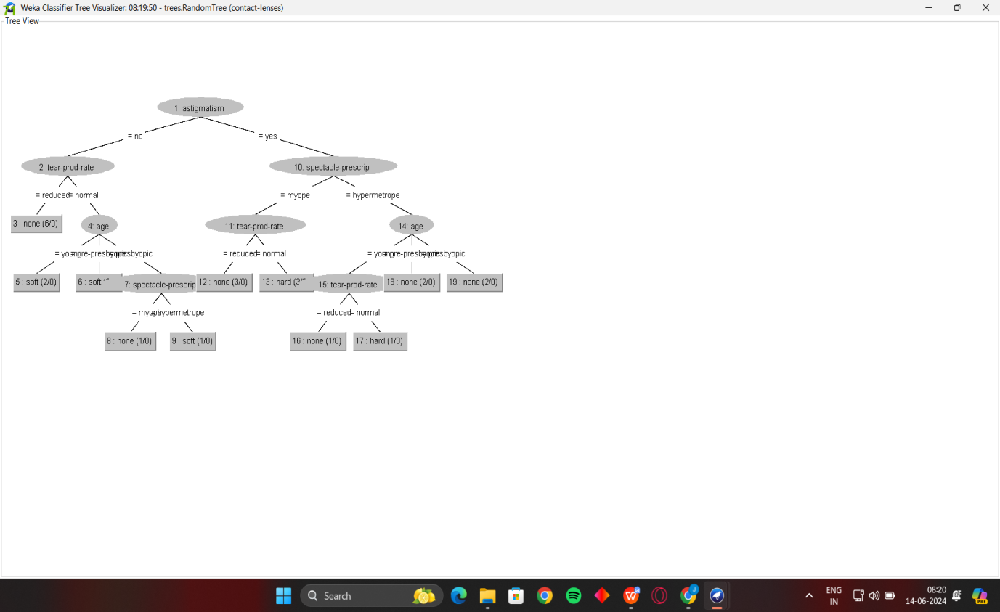 Weka Classifier Tree Visualizer: 08:19:50 - trees.RandomTree (contact-lenses)
Tree View
1: astigmatism
= no
= yes
2: tear-prod-rate
10: spectacle-prescrip
= reduced
= normal
= myope
= hypermetrope
3 : none (6/0)
4: age
11: tear-prod-rate
14: age
= young
= pre-presbyopic
= presbyopic
= reduced
= normal
= young
= pre-presbyopic
= presbyopic
5 : soft (2/0)
6 : soft
7: spectacle-prescrip
12 : none (3/0)
13 : hard (3/
15: tear-prod-rate
18 : none (2/0)
19 : none (2/0)
= myope
= hypermetrope
= reduced
= normal
8 : none (1/0)
9 : soft (1/0)
16 : none (1/0)
17 : hard (1/0)
Search
ENG
IN
08:20
14-06-2024
PRE